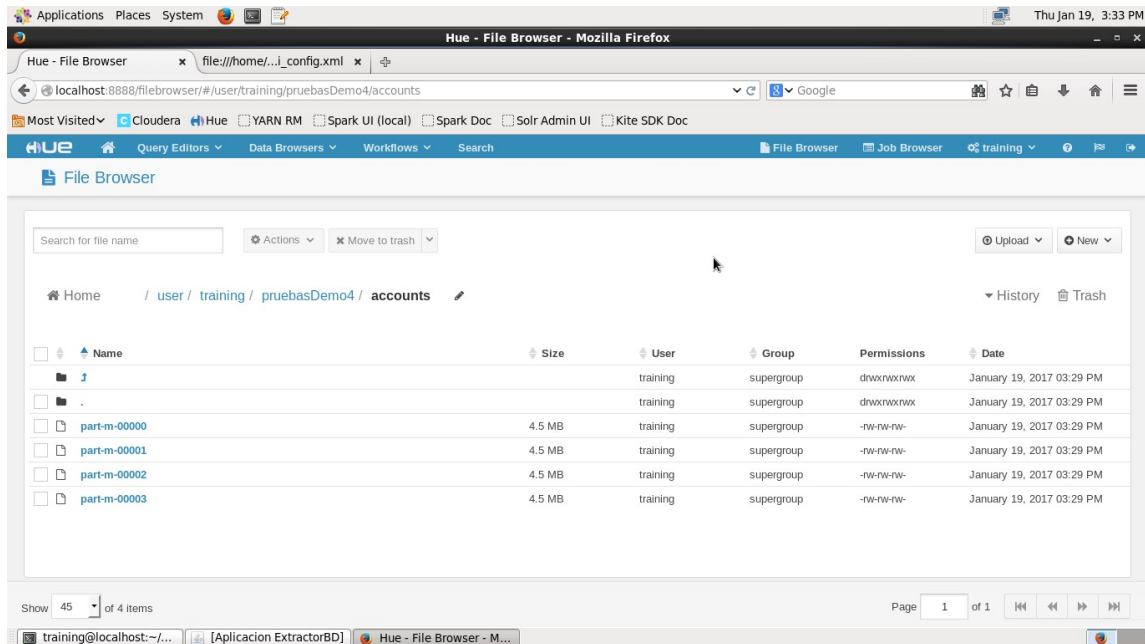 Applications Places System Thu Jan 19, 3:33 PM
Hue - File Browser - Mozilla Firefox
Hue - File Browser file:///home/...i_config.xml
localhost:8888/filebrowser/#/user/training/pruebasDemo4/accounts Google
Most Visited Cloudera Hue YARN RM Spark UI (local) Spark Doc Solr Admin UI Kite SDK Doc
HUE Query Editors Data Browsers Workflows Search File Browser Job Browser training
File Browser
Search for file name Actions Move to trash Upload New
Home / user / training / pruebasDemo4 / accounts History Trash
Name Size User Group Permissions Date
training supergroup drwxrwxrwx January 19, 2017 03:29 PM
. training supergroup drwxrwxrwx January 19, 2017 03:29 PM
part-m-00000 4.5 MB training supergroup -rw-rw-rw- January 19, 2017 03:29 PM
part-m-00001 4.5 MB training supergroup -rw-rw-rw- January 19, 2017 03:29 PM
part-m-00002 4.5 MB training supergroup -rw-rw-rw- January 19, 2017 03:29 PM
part-m-00003 4.5 MB training supergroup -rw-rw-rw- January 19, 2017 03:29 PM
Show 45 of 4 items Page 1 of 1
training@localhost:~/... [Aplicacion ExtractorBD] Hue - File Browser - M...